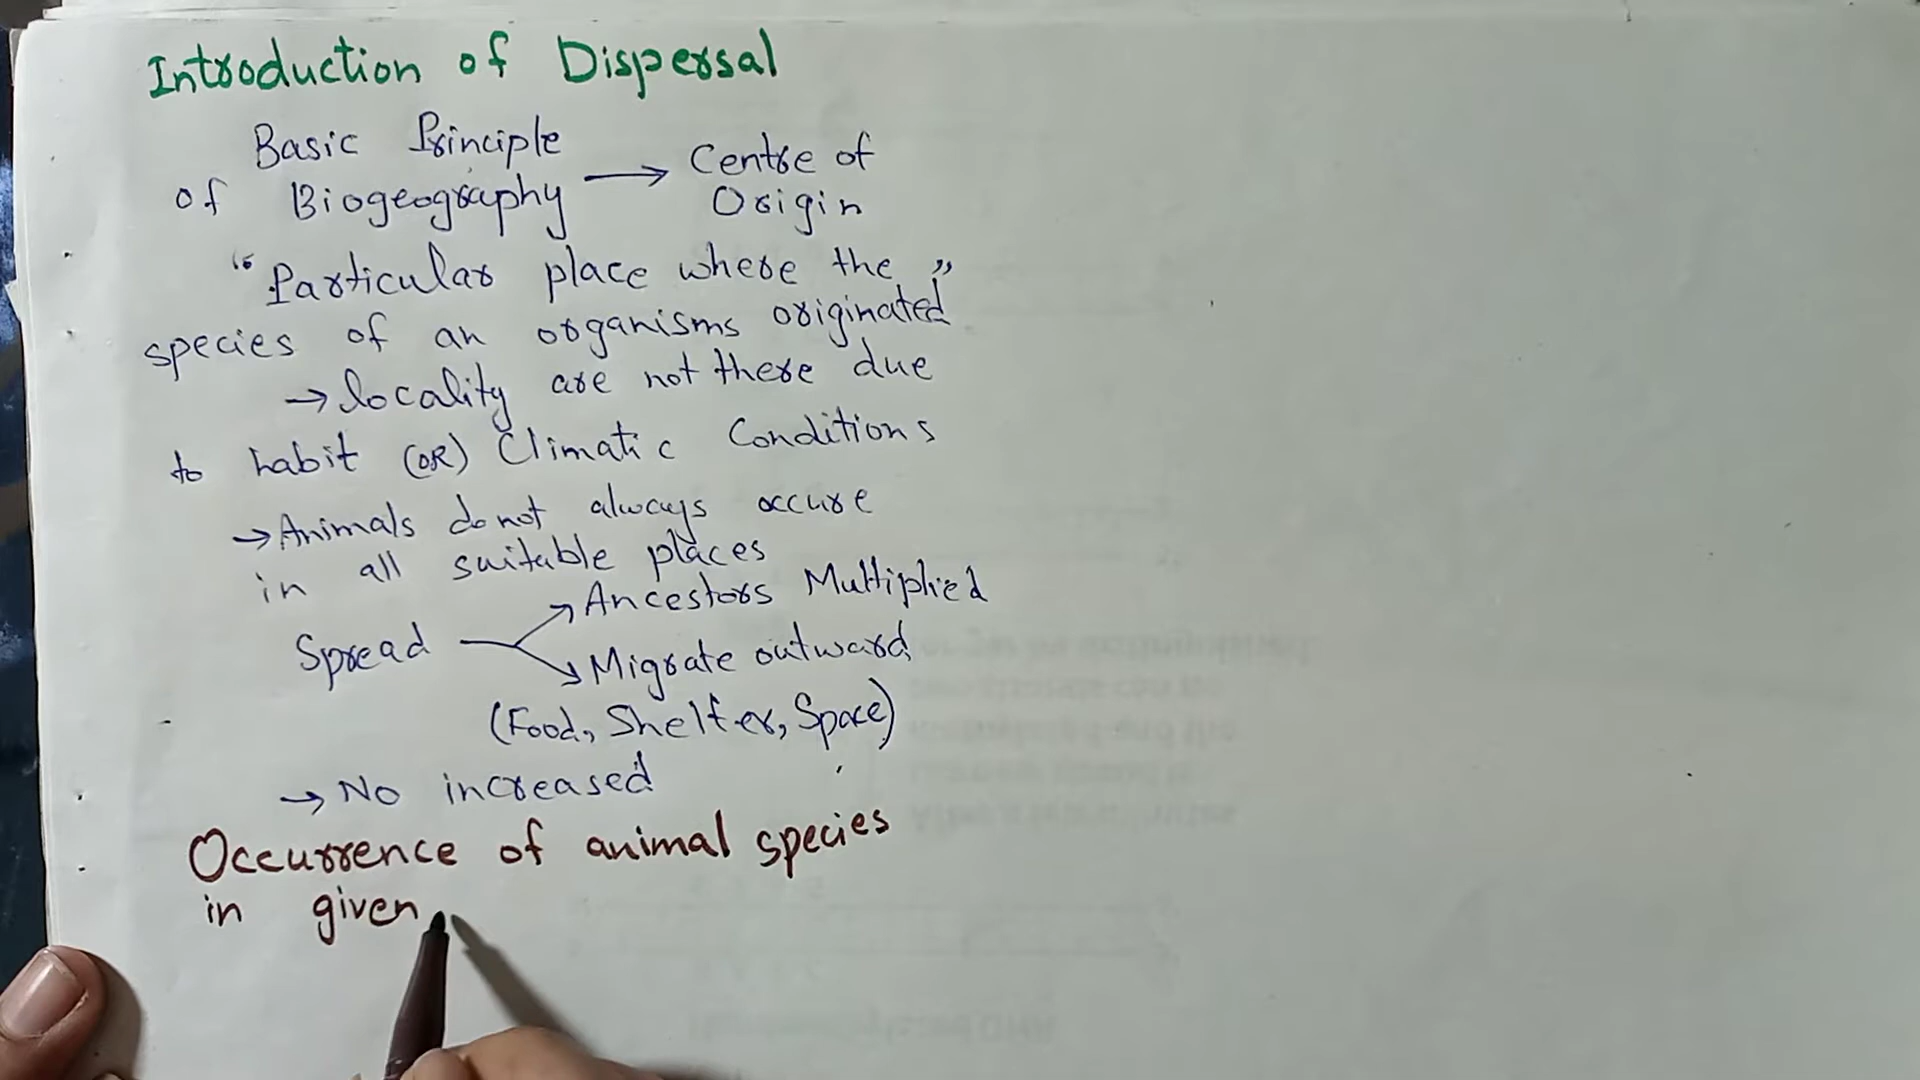 Introduction of Dispersal
Basic Principle
of Biogeography → Centre of
Origin
"Particular place where the "
species of an organisms originated
→ locality are not there due
to habit (OR) Climatic Conditions
→ Animals do not always occure
in all suitable places
Spread → Ancestors Multiplied
→ Migrate outward
(Food, Shelter, Space)
→ No increased
Occurrence of animal species
in given